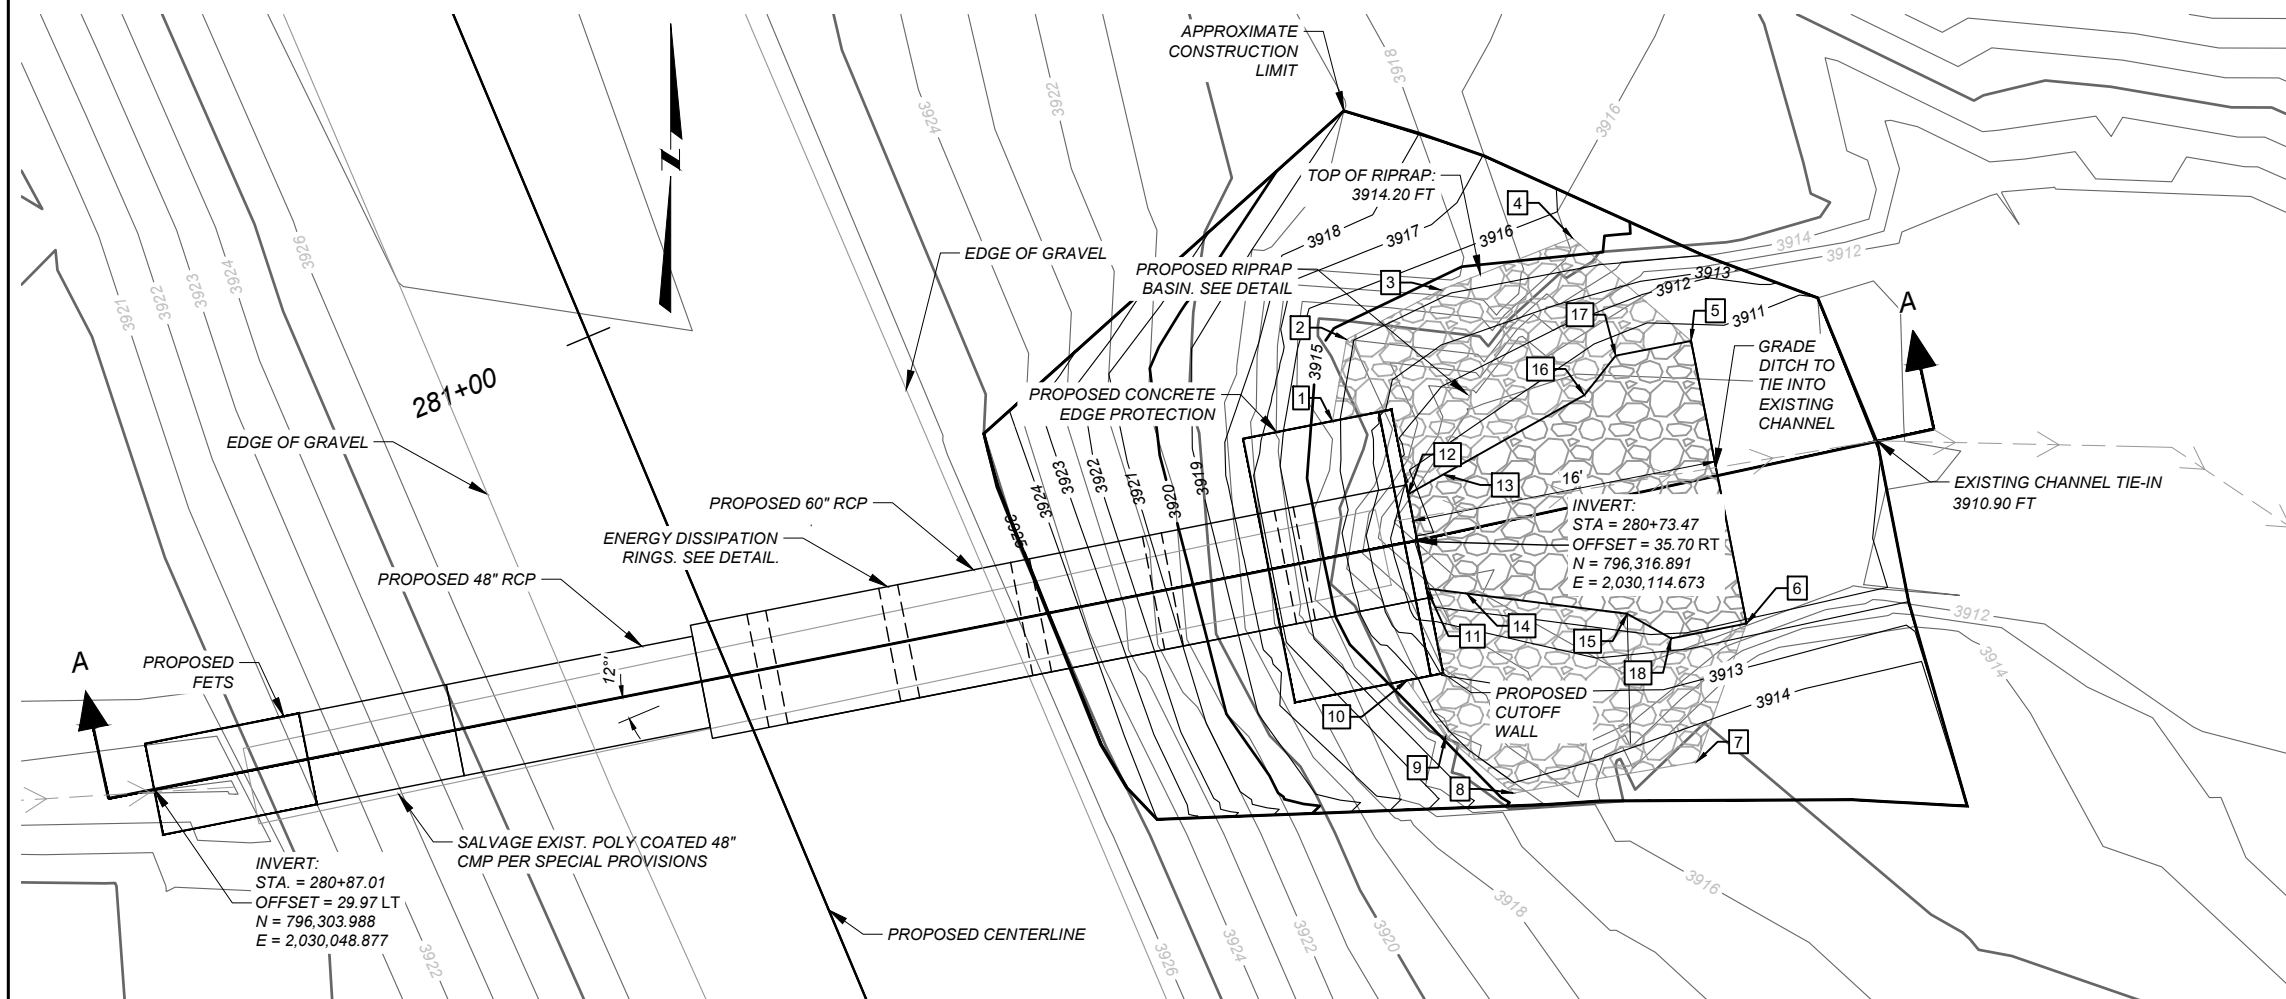 APPROXIMATE
CONSTRUCTION
LIMIT
3918
3916
3924
3922
N
TOP OF RIPRAP:
3914.20 FT
4
3918
3917
3916
3914
3912
EDGE OF GRAVEL
PROPOSED RIPRAP
BASIN. SEE DETAIL
3
3913
3912
3911
3926
3924
3923
3922
3921
2
17
5
A
3915
GRADE
DITCH TO
TIE INTO
EXISTING
CHANNEL
16
281+00
PROPOSED CONCRETE
EDGE PROTECTION
1
EDGE OF GRAVEL
12
13
16'
3924
3923
3922
3921
3920
3919
EXISTING CHANNEL TIE-IN
3910.90 FT
PROPOSED 60" RCP
INVERT:
STA = 280+73.47
OFFSET = 35.70 RT
N = 796,316.891
E = 2,030,114.673
ENERGY DISSIPATION
RINGS. SEE DETAIL.
PROPOSED 48" RCP
6
3912
11
14
15
18
3914
3913
3914
12°'
A
PROPOSED
FETS
PROPOSED
CUTOFF
WALL
10
7
9
8
SALVAGE EXIST. POLY COATED 48"
CMP PER SPECIAL PROVISIONS
INVERT:
STA. = 280+87.01
OFFSET = 29.97 LT
N = 796,303.988
E = 2,030,048.877
PROPOSED CENTERLINE
3922
3926
3924
3922
3920
3918
3916